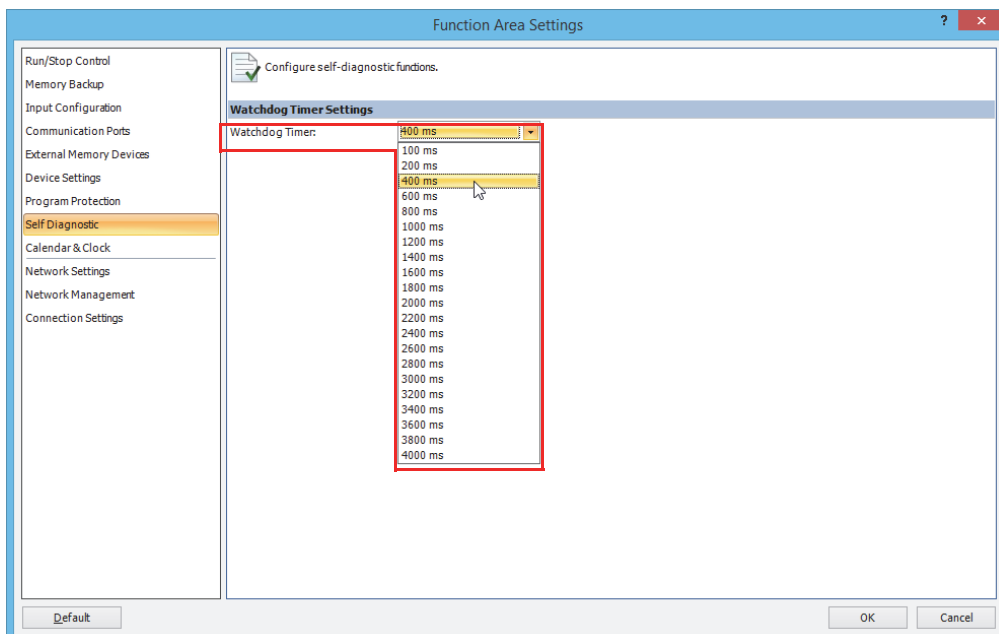 Function Area Settings
?
×
Run/Stop Control
Memory Backup
Input Configuration
Communication Ports
External Memory Devices
Device Settings
Program Protection
Self Diagnostic
Calendar & Clock
Network Settings
Network Management
Connection Settings
Configure self-diagnostic functions.
Watchdog Timer Settings
Watchdog Timer: 400 ms
100 ms
200 ms
400 ms
600 ms
800 ms
1000 ms
1200 ms
1400 ms
1600 ms
1800 ms
2000 ms
2200 ms
2400 ms
2600 ms
2800 ms
3000 ms
3200 ms
3400 ms
3600 ms
3800 ms
4000 ms
Default
OK
Cancel